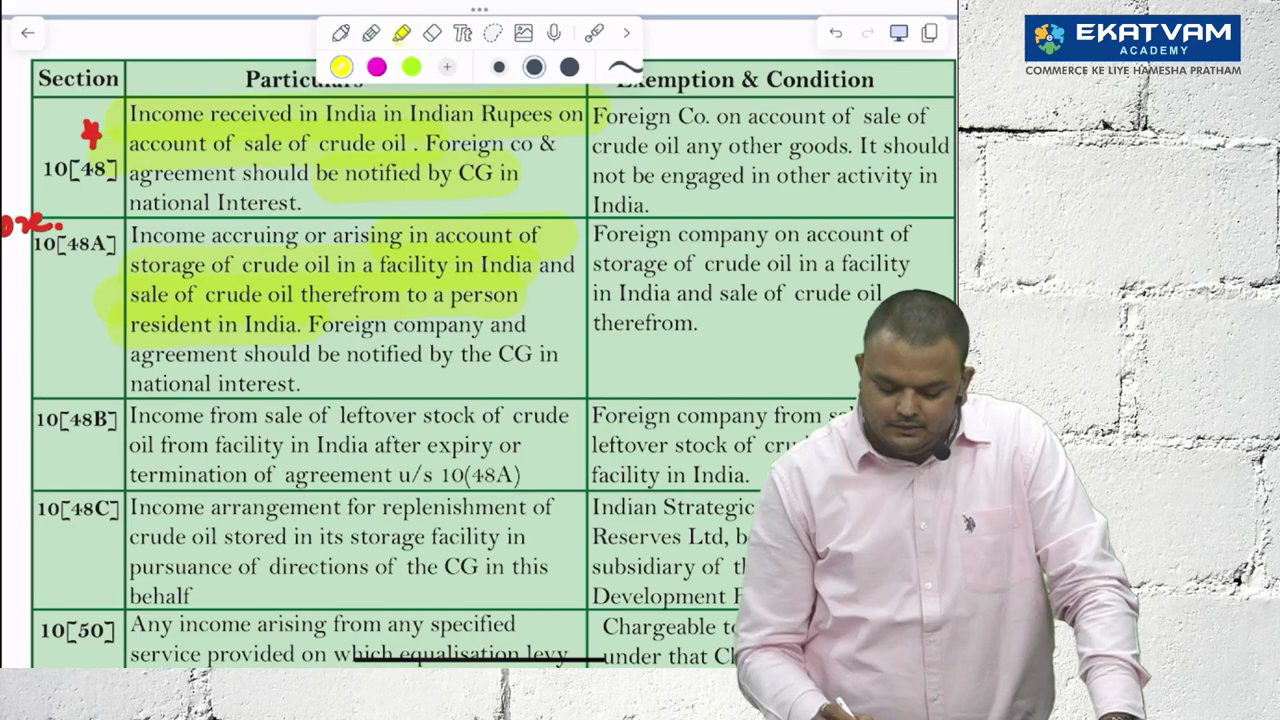 EKATVAM
ACADEMY
COMMERCE KE LIYE HAMESHA PRATHAM
Tt
Section
Exemption & Condition
10[48]
Income received in India in Indian Rupees on
account of sale of crude oil . Foreign co &
agreement should be notified by CG in
national Interest.
Foreign Co. on account of sale of
crude oil any other goods. It should
not be engaged in other activity in
India.
10[48A]
Income accruing or arising in account of
storage of crude oil in a facility in India and
sale of crude oil therefrom to a person
resident in India. Foreign company and
agreement should be notified by the CG in
national interest.
Foreign company on account of
storage of crude oil in a facility
in India and sale of crude oil
therefrom.
10[48B]
Income from sale of leftover stock of crude
oil from facility in India after expiry or
termination of agreement u/s 10(48A)
Foreign company from
leftover stock of
facility in India.
10[48C]
Income arrangement for replenishment of
crude oil stored in its storage facility in
pursuance of directions of the CG in this
behalf
Indian Strategic
Reserves Ltd,
subsidiary of
Development
10[50]
Any income arising from any specified
service provided on which equalisation levy
Chargeable
under that